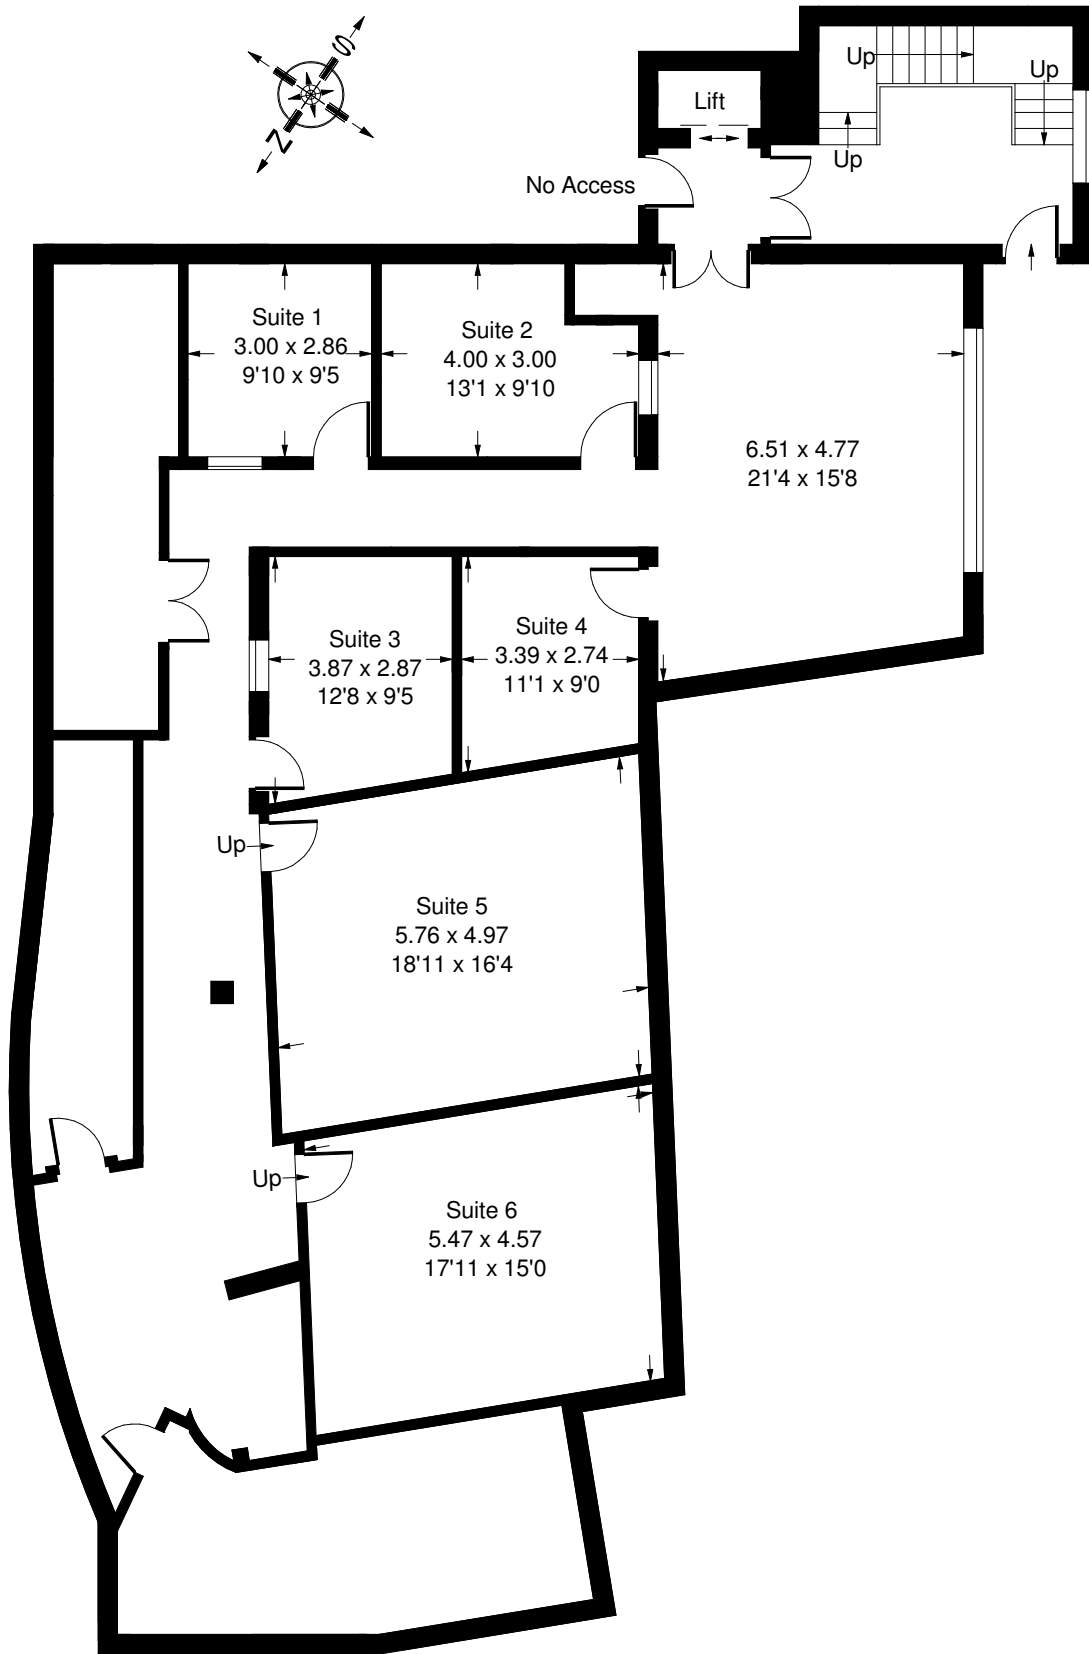 S
N
Lift
Up
Up
Up
No Access
Suite 1
3.00 x 2.86
9'10 x 9'5
Suite 2
4.00 x 3.00
13'1 x 9'10
6.51 x 4.77
21'4 x 15'8
Suite 3
3.87 x 2.87
12'8 x 9'5
Suite 4
3.39 x 2.74
11'1 x 9'0
Up
Suite 5
5.76 x 4.97
18'11 x 16'4
Up
Suite 6
5.47 x 4.57
17'11 x 15'0